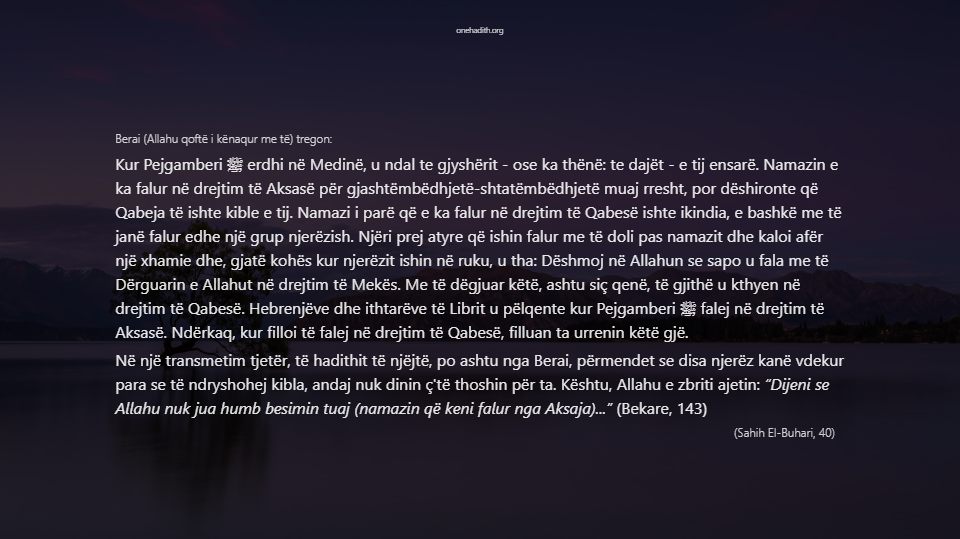 onehadith.org
Berai (Allahu qoftë i kënaqur me të) tregon:
Kur Pejgamberi ﷺ erdhi në Medinë, u ndal te gjyshërit - ose ka thënë: te dajët - e tij ensarë. Namazin e
ka falur në drejtim të Aksasë për gjashtëmbëdhjetë-shtatëmbëdhjetë muaj rresht, por dëshironte që
Qabeja të ishte kible e tij. Namazi i parë që e ka falur në drejtim të Qabesë ishte ikindia, e bashkë me të
janë falur edhe një grup njerëzish. Njëri prej atyre që ishin falur me të doli pas namazit dhe kaloi afër
një xhamie dhe, gjatë kohës kur njerëzit ishin në ruku, u tha: Dëshmoj në Allahun se sapo u fala me të
Dërguarin e Allahut në drejtim të Mekës. Me të dëgjuar këtë, ashtu siç qenë, të gjithë u kthyen në
drejtim të Qabesë. Hebrenjëve dhe ithtarëve të Librit u pëlqente kur Pejgamberi ﷺ falej në drejtim të
Aksasë. Ndërkaq, kur filloi të falej në drejtim të Qabesë, filluan ta urrenin këtë gjë.
Në një transmetim tjetër, të hadithit të njëjtë, po ashtu nga Berai, përmendet se disa njerëz kanë vdekur
para se të ndryshohej kibla, andaj nuk dinin ç'të thoshin për ta. Kështu, Allahu e zbriti ajetin: “Dijeni se
Allahu nuk jua humb besimin tuaj (namazin që keni falur nga Aksaja)...” (Bekare, 143)
(Sahih El-Buhari, 40)